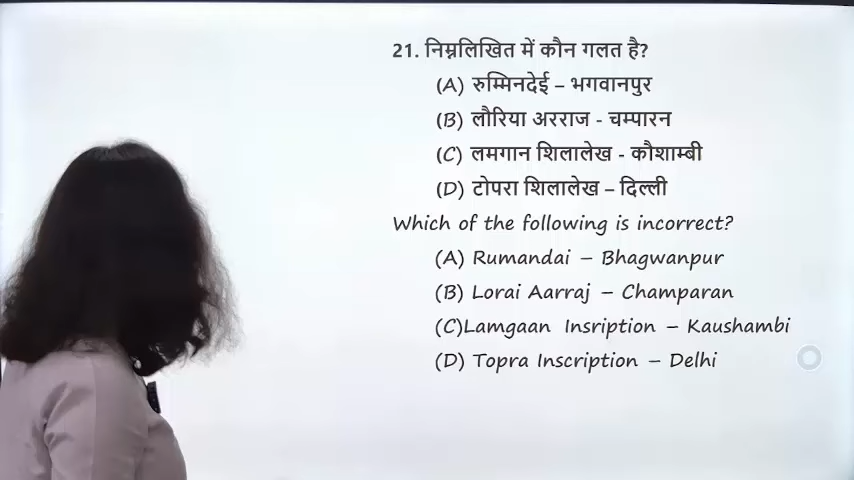 21. निम्नलिखित में कौन गलत है?
(A) रुम्मिनदेई – भगवानपुर
(B) लौरिया अरराज - चम्पारन
(C) लमगान शिलालेख - कौशाम्बी
(D) टोपरा शिलालेख – दिल्ली
Which of the following is incorrect?
(A) Rumandai – Bhagwanpur
(B) Lorai Aarraj – Champaran
(C)Lamgaan Insription – Kaushambi
(D) Topra Inscription – Delhi